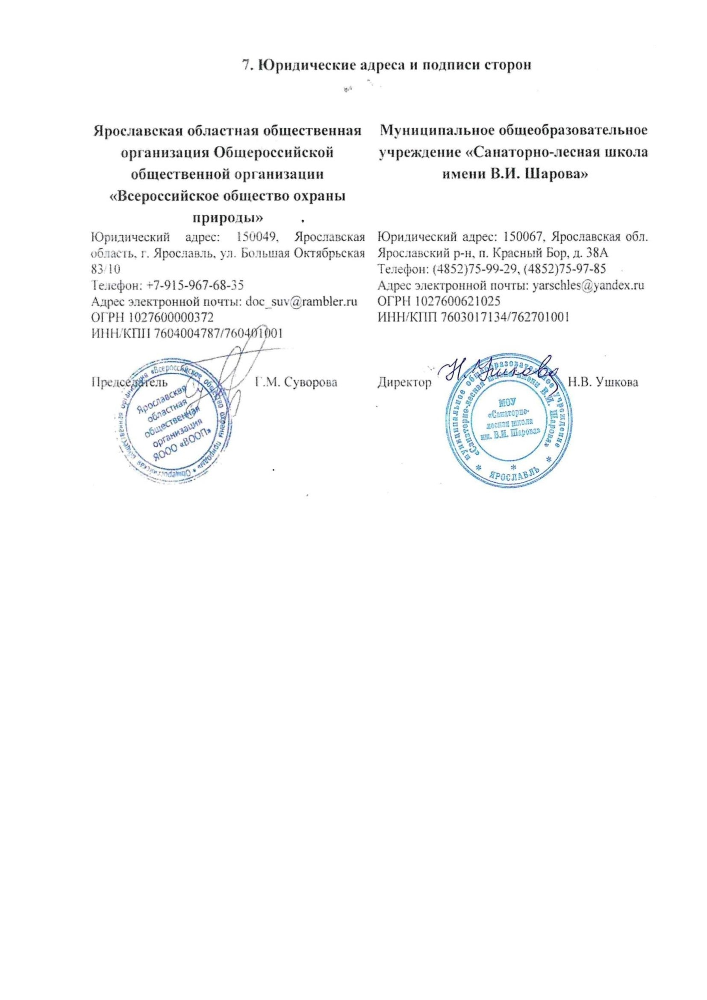 7. Юридические адреса и подписи сторон
Ярославская областная общественная
организация Общероссийской
общественной организации
«Всероссийское общество охраны
природы»
Юридический адрес: 150049, Ярославская
область, г. Ярославль, ул. Большая Октябрьская
83/10
Телефон: +7-915-967-68-35
Адрес электронной почты: doc_suv@rambler.ru
ОГРН 1027600000372
ИНН/КПП 7604004787/760401001
Председатель
Г.М. Суворова
«Всероссийское общество охраны природы» • Общероссийская общественная организация
Ярославская
областная
общественная
организация
ЯООО «ВООП»
Муниципальное общеобразовательное
учреждение «Санаторно-лесная школа
имени В.И. Шарова»
Юридический адрес: 150067, Ярославская обл.
Ярославский р-н, п. Красный Бор, д. 38А
Телефон: (4852)75-99-29, (4852)75-97-85
Адрес электронной почты: yarschles@yandex.ru
ОГРН 1027600621025
ИНН/КПП 7603017134/762701001
Директор
Н. Ушкова
Н.В. Ушкова
муниципальное общеобразовательное учреждение
«Санаторно-лесная школа имени В.И. Шарова»
МОУ
«Санаторно-
лесная школа
им. В.И. Шарова»
* ЯРОСЛАВЛЬ *